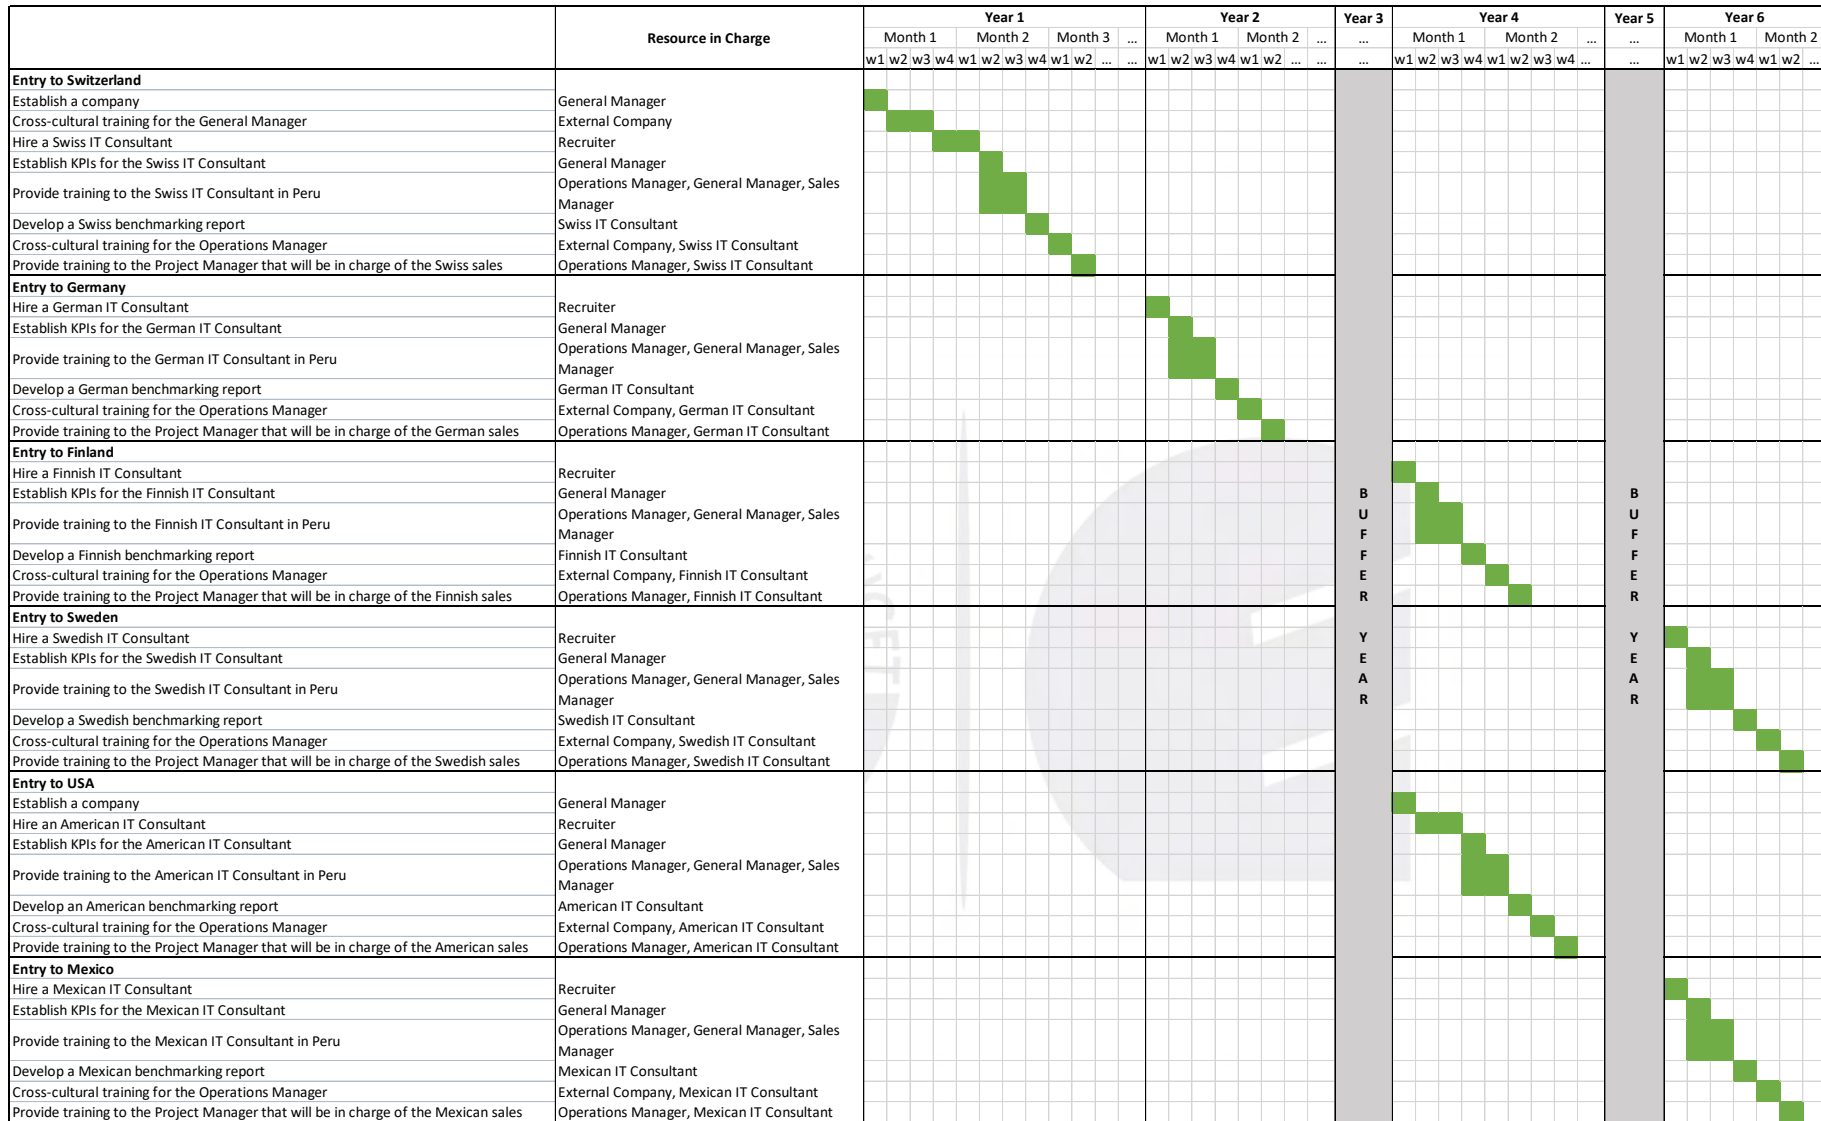 Year 1 Year 2 Year 3 Year 4 Year 5 Year 6
Resource in Charge Month 1 Month 2 Month 3 ... Month 1 Month 2 ... ... Month 1 Month 2 ... ... Month 1 Month 2
w1 w2 w3 w4 w1 w2 w3 w4 w1 w2 ... ... w1 w2 w3 w4 w1 w2 ... ... ... w1 w2 w3 w4 w1 w2 w3 w4 ... ... w1 w2 w3 w4 w1 w2 ...
Entry to Switzerland
Establish a company General Manager
Cross-cultural training for the General Manager External Company
Hire a Swiss IT Consultant Recruiter
Establish KPIs for the Swiss IT Consultant General Manager
Provide training to the Swiss IT Consultant in Peru Operations Manager, General Manager, Sales
Manager
Develop a Swiss benchmarking report Swiss IT Consultant
Cross-cultural training for the Operations Manager External Company, Swiss IT Consultant
Provide training to the Project Manager that will be in charge of the Swiss sales Operations Manager, Swiss IT Consultant
Entry to Germany
Hire a German IT Consultant Recruiter
Establish KPIs for the German IT Consultant General Manager
Provide training to the German IT Consultant in Peru Operations Manager, General Manager, Sales
Manager
Develop a German benchmarking report German IT Consultant
Cross-cultural training for the Operations Manager External Company, German IT Consultant
Provide training to the Project Manager that will be in charge of the German sales Operations Manager, German IT Consultant
Entry to Finland
Hire a Finnish IT Consultant Recruiter
Establish KPIs for the Finnish IT Consultant General Manager B B
Provide training to the Finnish IT Consultant in Peru Operations Manager, General Manager, Sales U U
Manager F F
Develop a Finnish benchmarking report Finnish IT Consultant F F
Cross-cultural training for the Operations Manager External Company, Finnish IT Consultant E E
Provide training to the Project Manager that will be in charge of the Finnish sales Operations Manager, Finnish IT Consultant R R
Entry to Sweden
Hire a Swedish IT Consultant Recruiter Y Y
Establish KPIs for the Swedish IT Consultant General Manager E E
Provide training to the Swedish IT Consultant in Peru Operations Manager, General Manager, Sales A A
Manager R R
Develop a Swedish benchmarking report Swedish IT Consultant
Cross-cultural training for the Operations Manager External Company, Swedish IT Consultant
Provide training to the Project Manager that will be in charge of the Swedish sales Operations Manager, Swedish IT Consultant
Entry to USA
Establish a company General Manager
Hire an American IT Consultant Recruiter
Establish KPIs for the American IT Consultant General Manager
Provide training to the American IT Consultant in Peru Operations Manager, General Manager, Sales
Manager
Develop an American benchmarking report American IT Consultant
Cross-cultural training for the Operations Manager External Company, American IT Consultant
Provide training to the Project Manager that will be in charge of the American sales Operations Manager, American IT Consultant
Entry to Mexico
Hire a Mexican IT Consultant Recruiter
Establish KPIs for the Mexican IT Consultant General Manager
Provide training to the Mexican IT Consultant in Peru Operations Manager, General Manager, Sales
Manager
Develop a Mexican benchmarking report Mexican IT Consultant
Cross-cultural training for the Operations Manager External Company, Mexican IT Consultant
Provide training to the Project Manager that will be in charge of the Mexican sales Operations Manager, Mexican IT Consultant